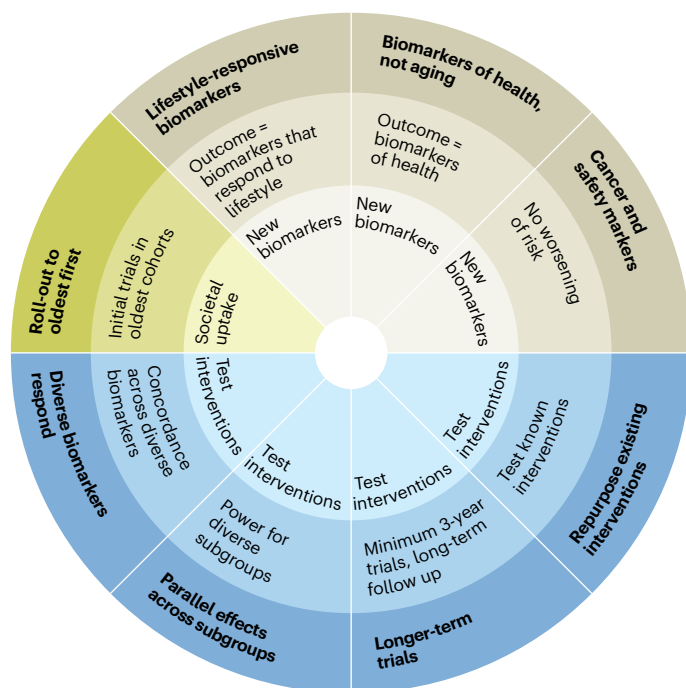 Lifestyle-responsive
biomarkers
Outcome =
biomarkers that
respond to
lifestyle
New
biomarkers
Biomarkers of health,
not aging
Outcome =
biomarkers
of health
New
biomarkers
Cancer and
safety markers
No worsening
of risk
New
biomarkers
Repurpose existing
interventions
Test known
interventions
Test
interventions
Longer-term
trials
Minimum 3-year
trials, long-term
follow up
Test
interventions
Parallel effects
across subgroups
Power for
diverse
subgroups
Test
interventions
Diverse biomarkers
respond
Concordance
across diverse
biomarkers
Test
interventions
Roll-out to
oldest first
Initial trials in
oldest cohorts
Societal
uptake